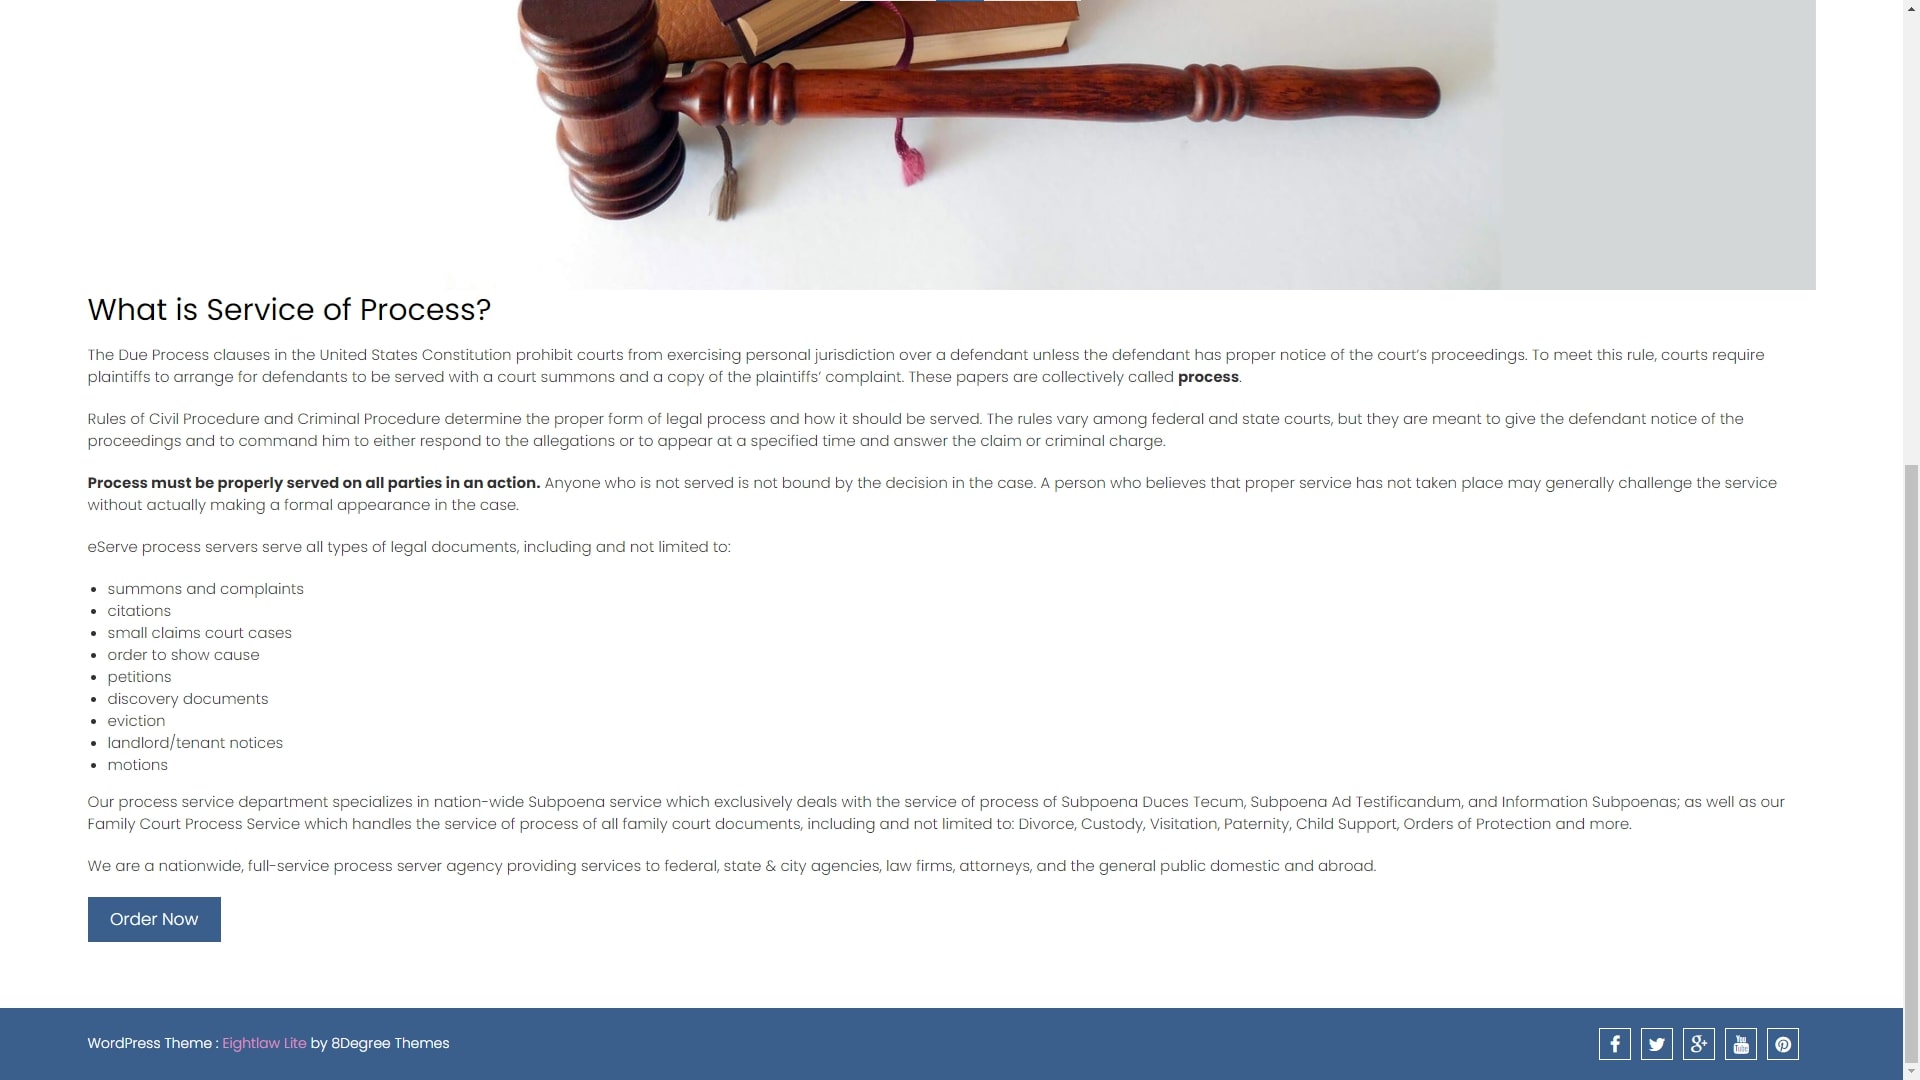 What is Service of Process?
The Due Process clauses in the United States Constitution prohibit courts from exercising personal jurisdiction over a defendant unless the defendant has proper notice of the court’s proceedings. To meet this rule, courts require
plaintiffs to arrange for defendants to be served with a court summons and a copy of the plaintiffs’ complaint. These papers are collectively called process.
Rules of Civil Procedure and Criminal Procedure determine the proper form of legal process and how it should be served. The rules vary among federal and state courts, but they are meant to give the defendant notice of the
proceedings and to command him to either respond to the allegations or to appear at a specified time and answer the claim or criminal charge.
Process must be properly served on all parties in an action. Anyone who is not served is not bound by the decision in the case. A person who believes that proper service has not taken place may generally challenge the service
without actually making a formal appearance in the case.
eServe process servers serve all types of legal documents, including and not limited to:
• summons and complaints
• citations
• small claims court cases
• order to show cause
• petitions
• discovery documents
• eviction
• landlord/tenant notices
• motions
Our process service department specializes in nation-wide Subpoena service which exclusively deals with the service of process of Subpoena Duces Tecum, Subpoena Ad Testificandum, and Information Subpoenas; as well as our
Family Court Process Service which handles the service of process of all family court documents, including and not limited to: Divorce, Custody, Visitation, Paternity, Child Support, Orders of Protection and more.
We are a nationwide, full-service process server agency providing services to federal, state & city agencies, law firms, attorneys, and the general public domestic and abroad.
Order Now
WordPress Theme : Eightlaw Lite by 8Degree Themes
You Tube